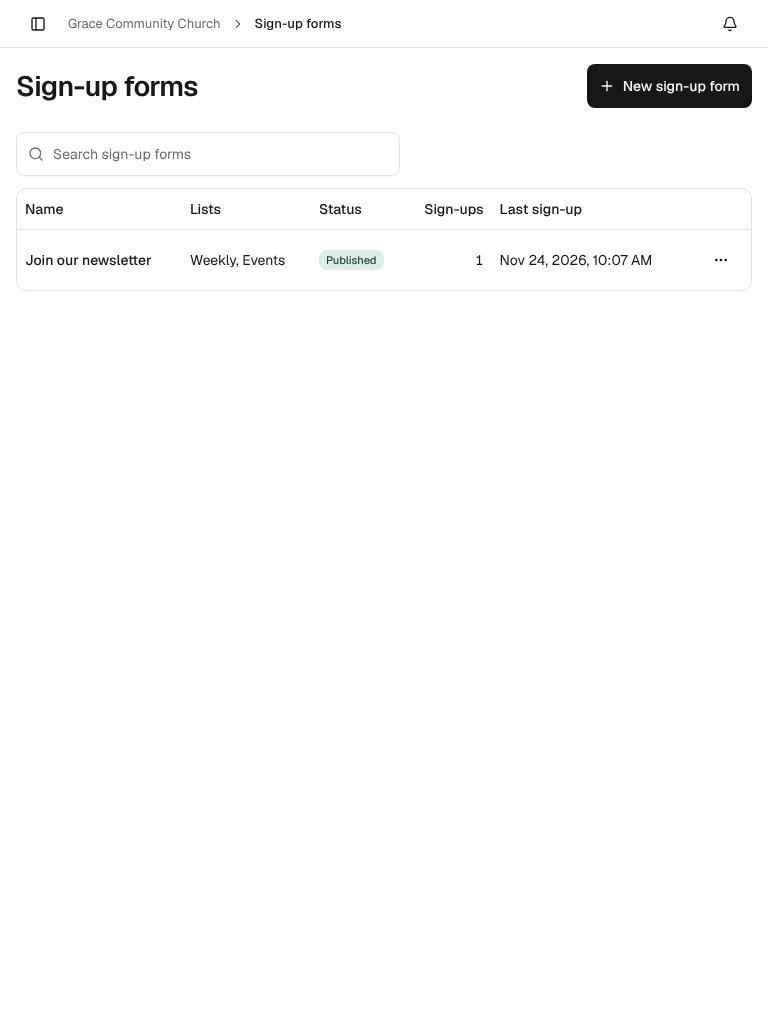 Grace Community Church > Sign-up forms
Sign-up forms
New sign-up form
Search sign-up forms
Name Lists Status Sign-ups Last sign-up
Join our newsletter Weekly, Events Published 1 Nov 24, 2026, 10:07 AM